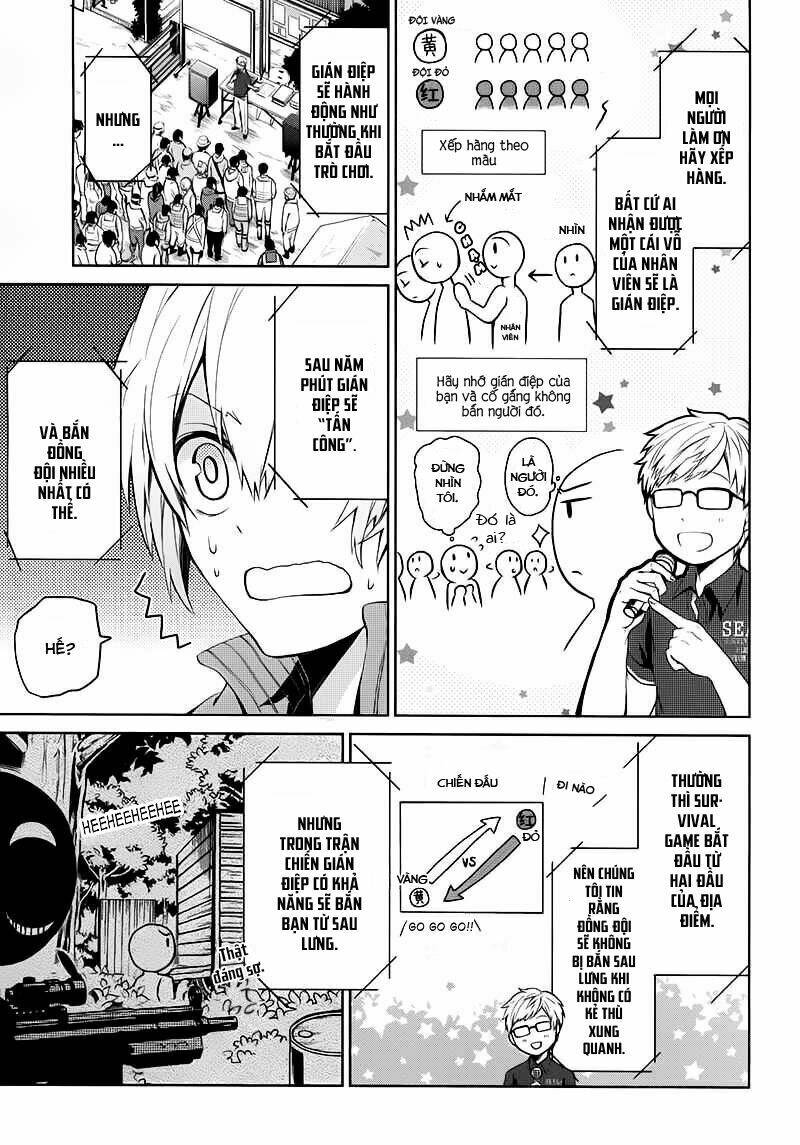 MỌI
NGƯỜI
LÀM ƠN
HÃY XẾP
HÀNG.
BẤT CỨ AI
NHẬN ĐƯỢC
MỘT CÁI VỖ
CỦA NHÂN
VIÊN SẼ LÀ
GIÁN ĐIỆP.
ĐỘI VÀNG
黄
ĐỘI ĐỎ
紅
Xếp hàng theo
màu
NHẮM MẮT
NHÌN
NHÂN
VIÊN
Hãy nhớ gián điệp của
bạn và cố gắng không
bắn người đó.
LÀ
NGƯỜI
ĐÓ.
ĐỪNG
NHÌN
TÔI.
Đó là
ai?
SE
GIÁN ĐIỆP
SẼ HÀNH
ĐỘNG NHƯ
THƯỜNG KHI
BẮT ĐẦU
TRÒ CHƠI.
NHƯNG
...
SAU NĂM
PHÚT GIÁN
ĐIỆP SẼ
“TẤN
CÔNG”.
VÀ BẮN
ĐỒNG
ĐỘI NHIỀU
NHẤT CÓ
THỂ.
HẾ?
THƯỜNG
THÌ SUR-
VIVAL
GAME BẮT
ĐẦU TỪ
HAI ĐẦU
CỦA ĐỊA
ĐIỂM.
NÊN CHÚNG
TÔI TIN
RẰNG
ĐỒNG ĐỘI
SẼ KHÔNG
BỊ BẮN SAU
LƯNG KHI
KHÔNG CÓ
KẺ THÙ
XUNG
QUANH.
CHIẾN ĐẤU
ĐI NÀO
紅
ĐỎ
VS
VÀNG
黄
GO GO GO!!
NHƯNG
TRONG TRẬN
CHIẾN GIÁN
ĐIỆP CÓ KHẢ
NĂNG SẼ BẮN
BẠN TỪ SAU
LƯNG.
HEEHEEHEEHEE
Thật
đáng sợ.